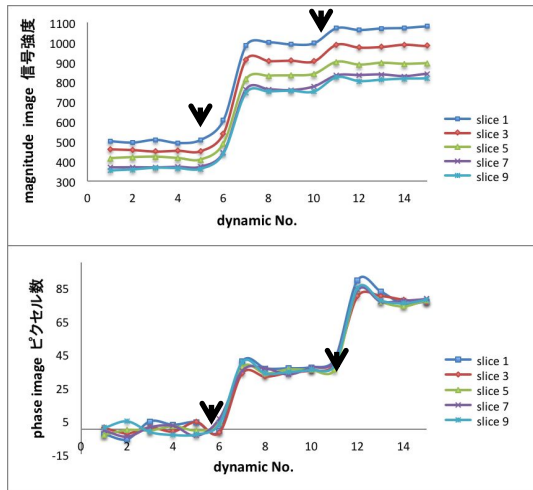 magnitude image 信号強度
1100
1000
900
800
700
600
500
400
300
0 2 4 6 8 10 12 14
dynamic No.
slice 1
slice 3
slice 5
slice 7
slice 9
phase image ピクセル数
85
65
45
25
5
-15
0 2 4 6 8 10 12 14
dynamic No.
slice 1
slice 3
slice 5
slice 7
slice 9